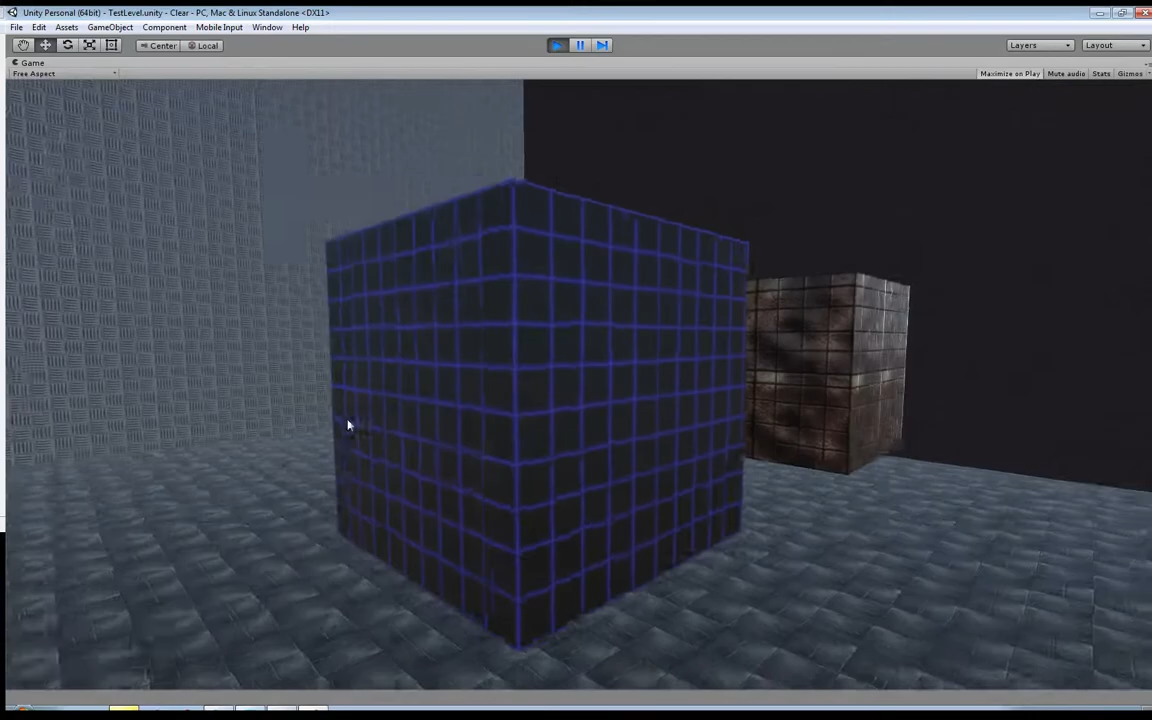 Unity Personal (64bit) - TestLevel.unity - Clear - PC, Mac & Linux Standalone <DX11>
File Edit Assets GameObject Component Mobile Input Window Help
Center Local Layers Layout
Game
Free Aspect Maximize on Play Mute audio Stats Gizmos